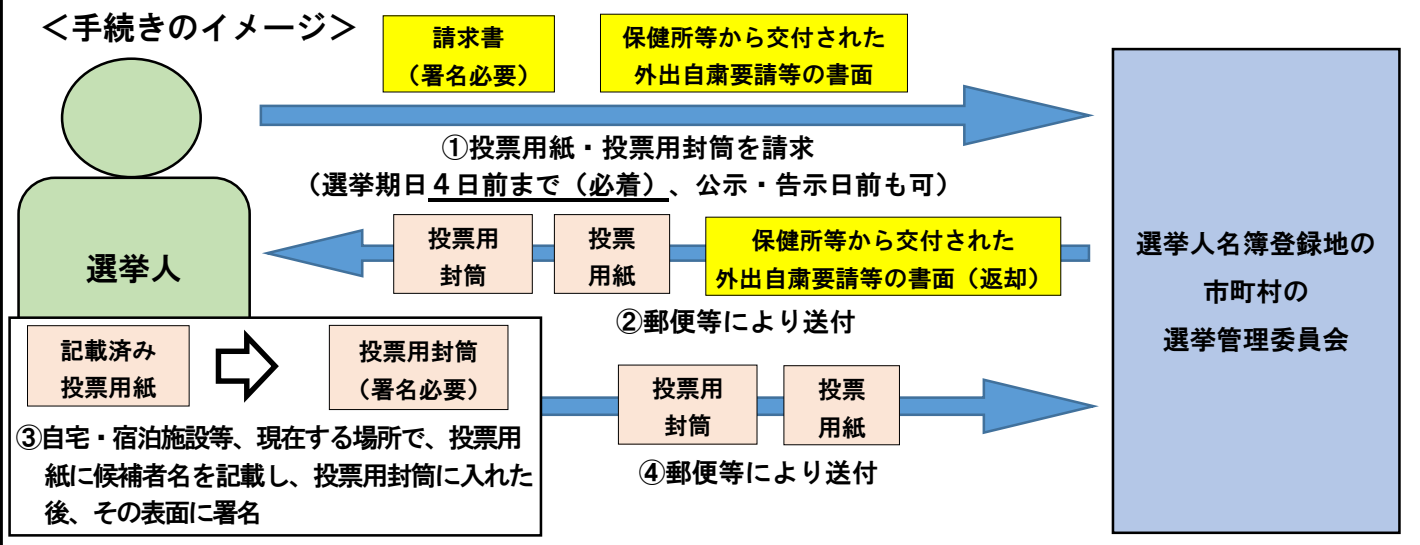 ＜手続きのイメージ＞
請求書
（署名必要）
保健所等から交付された
外出自粛要請等の書面
①投票用紙・投票用封筒を請求
（選挙期日４日前まで（必着）、公示・告示日前も可）
選挙人
投票用
封筒
投票
用紙
保健所等から交付された
外出自粛要請等の書面（返却）
②郵便等により送付
選挙人名簿登録地の
市町村の
選挙管理委員会
記載済み
投票用紙
投票用封筒
（署名必要）
③自宅・宿泊施設等、現在する場所で、投票用
紙に候補者名を記載し、投票用封筒に入れた
後、その表面に署名
投票用
封筒
投票
用紙
④郵便等により送付